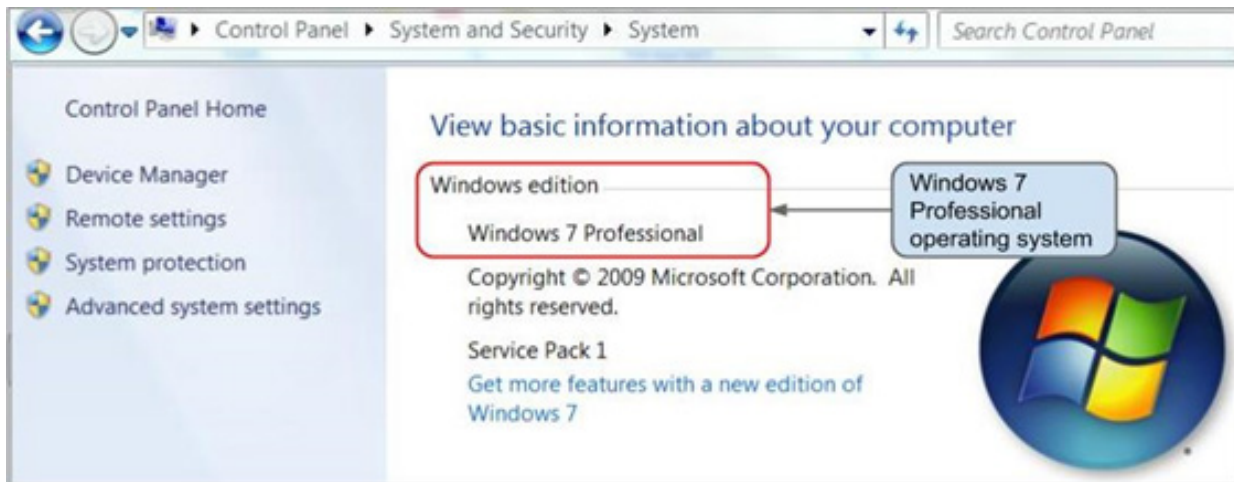 Control Panel ▸ System and Security ▸ System
Search Control Panel
Control Panel Home
Device Manager
Remote settings
System protection
Advanced system settings
View basic information about your computer
Windows edition
Windows 7 Professional
Copyright © 2009 Microsoft Corporation. All
rights reserved.
Service Pack 1
Get more features with a new edition of
Windows 7
Windows 7
Professional
operating system